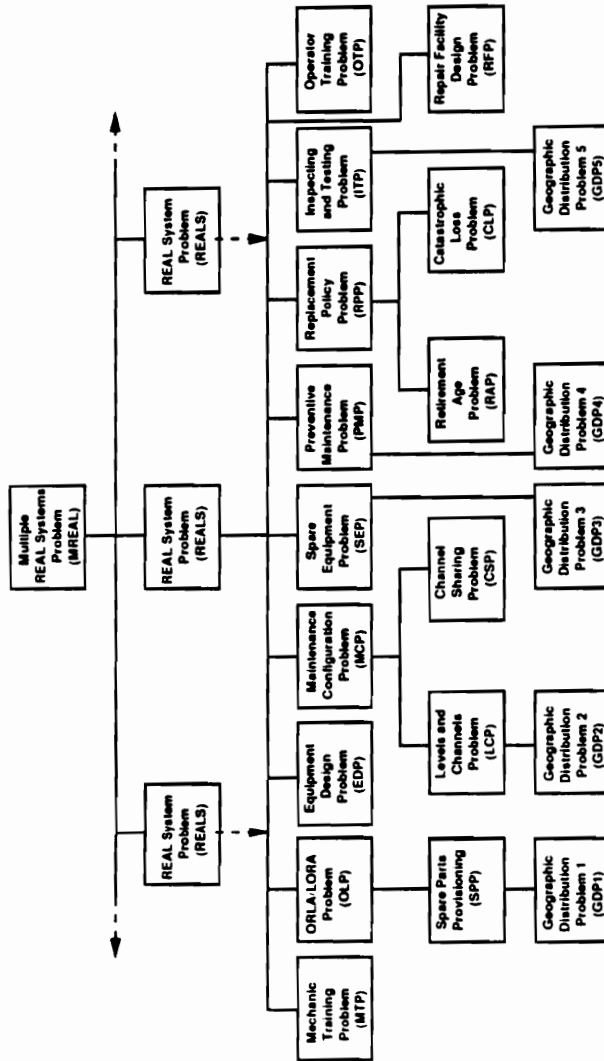 Multiple
REAL Systems
Problem
(MREAL)
REAL System
Problem
(REALS)
REAL System
Problem
(REALS)
REAL System
Problem
(REALS)
Mechanic
Training
Problem
(MTP)
ORLA/LORA
Problem
(OLP)
Equipment
Design
Problem
(EDP)
Maintenance
Configuration
Problem
(MCP)
Spare
Equipment
Problem
(SEP)
Preventive
Maintenance
Problem
(PMP)
Replacement
Policy
Problem
(RPP)
Inspecting
and Testing
Problem
(ITP)
Operator
Training
Problem
(OTP)
Spare Parts
Provisioning
(SPP)
Levels and
Channels
Problem
(LCP)
Channel
Sharing
Problem
(CSP)
Retirement
Age
Problem
(RAP)
Catastrophic
Loss
Problem
(CLP)
Repair Facility
Design
Problem
(RFP)
Geographic
Distribution
Problem 1
(GDP1)
Geographic
Distribution
Problem 2
(GDP2)
Geographic
Distribution
Problem 3
(GDP3)
Geographic
Distribution
Problem 4
(GDP4)
Geographic
Distribution
Problem 5
(GDP5)